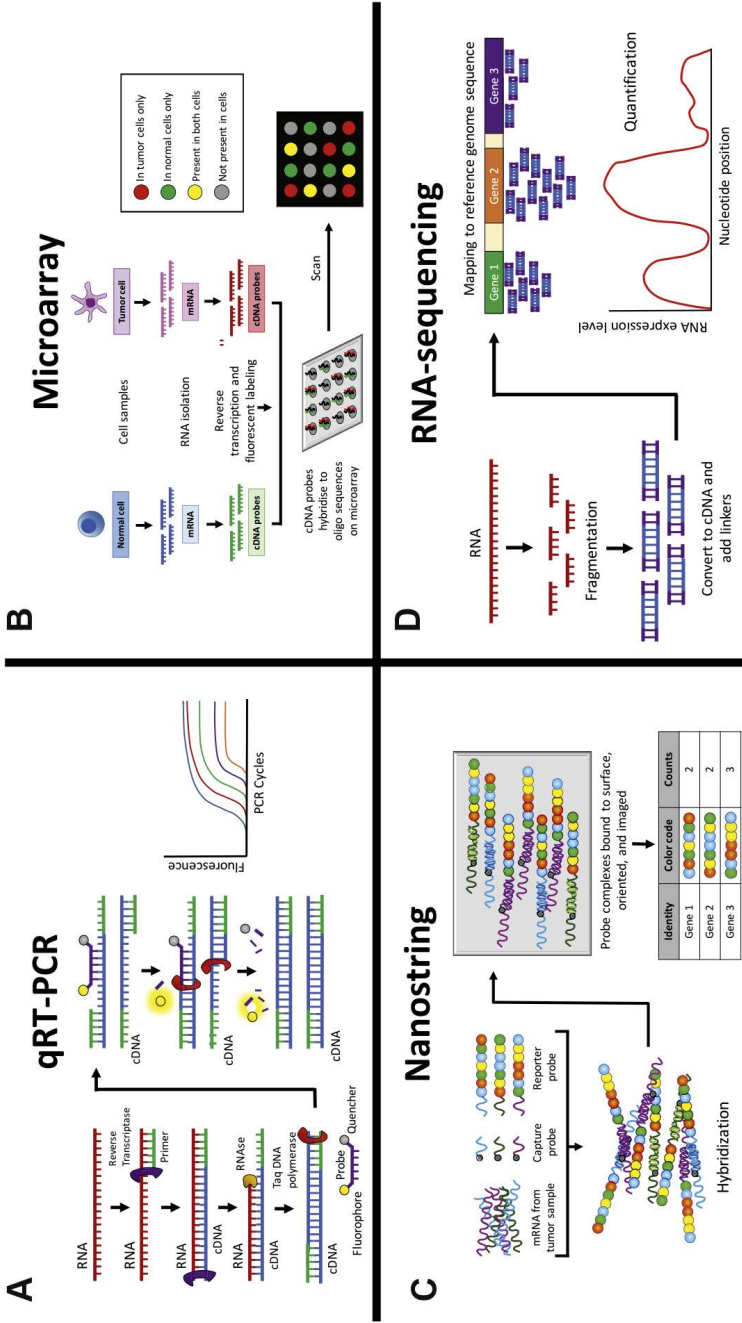 A
qRT-PCR
RNA
RNA
Reverse
Transcriptase
Primer
RNA
cDNA
RNA
RNAse
cDNA
Taq DNA
polymerase
cDNA
Probe
Quencher
Fluorophore
cDNA
cDNA
cDNA
Fluorescence
PCR Cycles
B
Microarray
Normal cell
Cell samples
Tumor cell
mRNA
RNA isolation
mRNA
cDNA probes
Reverse
transcription and
fluorescent labeling
cDNA probes
cDNA probes
hybridise to
oligo sequences
on microarray
Scan
In tumor cells only
In normal cells only
Present in both cells
Not present in cells
C
Nanostring
mRNA from
tumor sample
Capture
probe
Reporter
probe
Hybridization
Probe complexes bound to surface,
oriented, and imaged
Identity Color code Counts
Gene 1 2
Gene 2 2
Gene 3 3
D
RNA-sequencing
RNA
Fragmentation
Convert to cDNA and
add linkers
Mapping to reference genome sequence
Gene 1 Gene 2 Gene 3
Quantification
RNA expression level
Nucleotide position